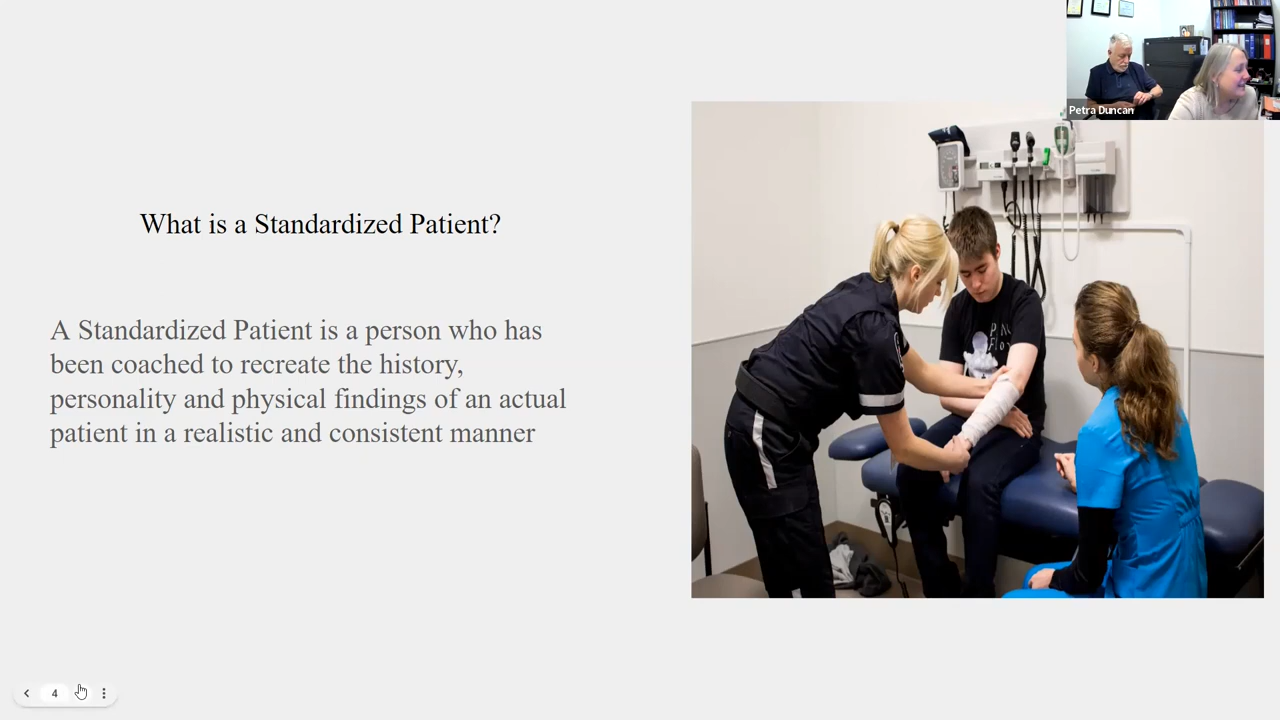 Petra Duncan
What is a Standardized Patient?
A Standardized Patient is a person who has
been coached to recreate the history,
personality and physical findings of an actual
patient in a realistic and consistent manner
4